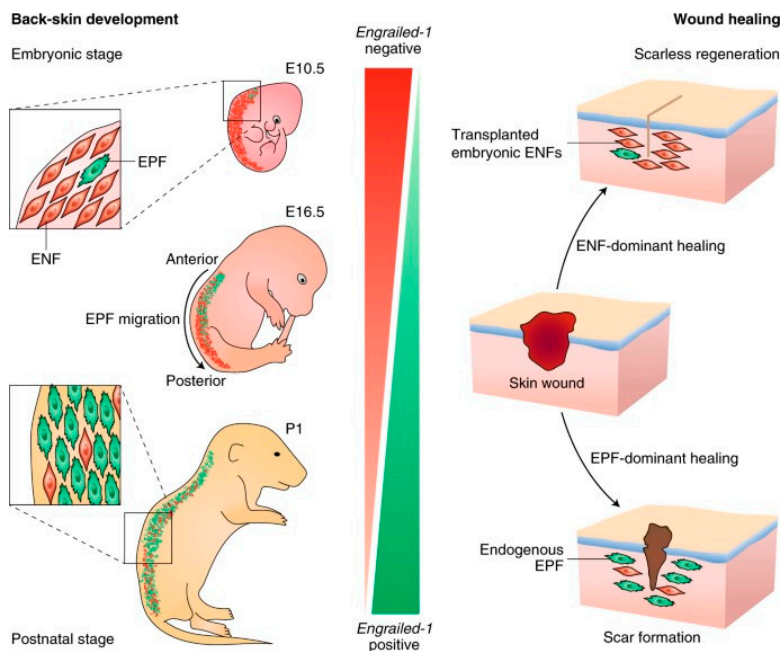 Back-skin development
Embryonic stage
E10.5
EPF
ENF
E16.5
Anterior
EPF migration
Posterior
P1
Postnatal stage
Engrailed-1
negative
Engrailed-1
positive
Wound healing
Scarless regeneration
Transplanted
embryonic ENFs
ENF-dominant healing
Skin wound
EPF-dominant healing
Endogenous
EPF
Scar formation